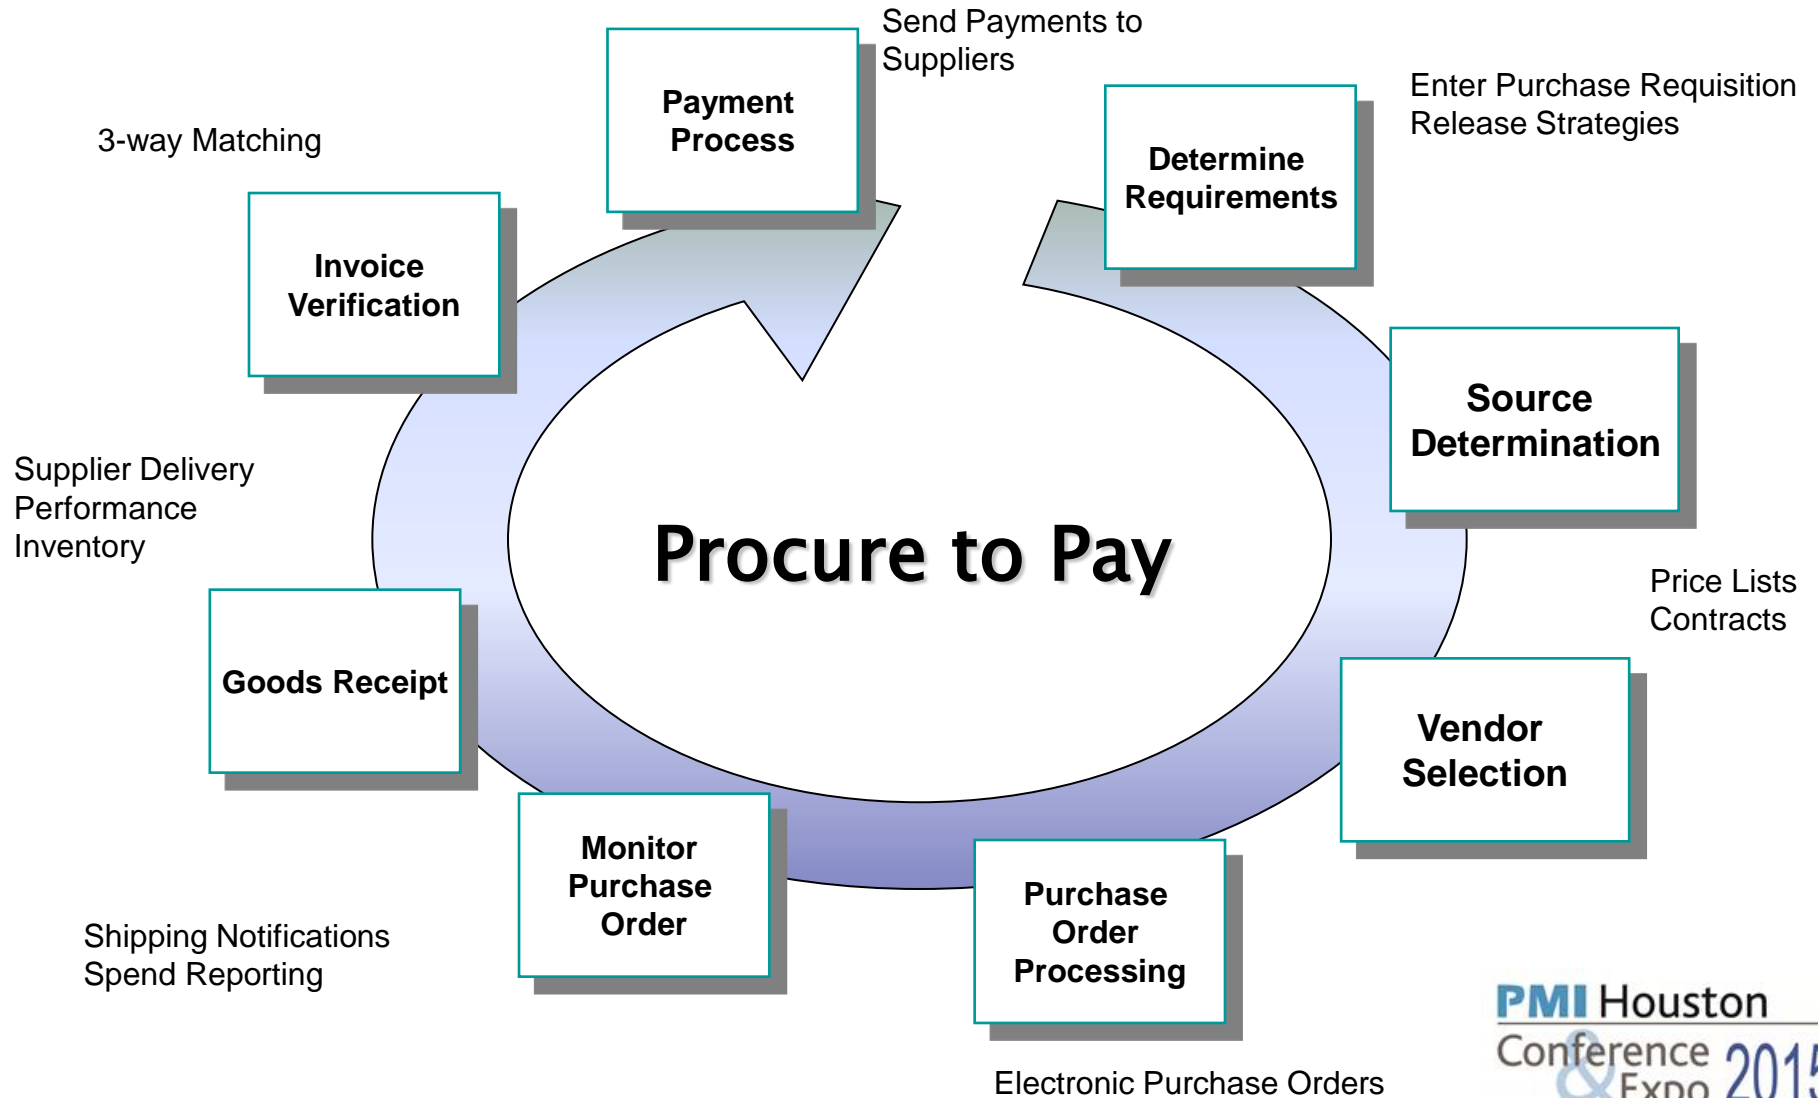 Send Payments to
Suppliers
Payment
Process
Enter Purchase Requisition
Release Strategies
3-way Matching
Determine
Requirements
Invoice
Verification
Source
Determination
Supplier Delivery
Performance
Inventory
Procure to Pay
Price Lists
Contracts
Goods Receipt
Vendor
Selection
Monitor
Purchase
Order
Purchase
Order
Processing
Shipping Notifications
Spend Reporting
Electronic Purchase Orders
PMI Houston
Conference
& Expo 2015